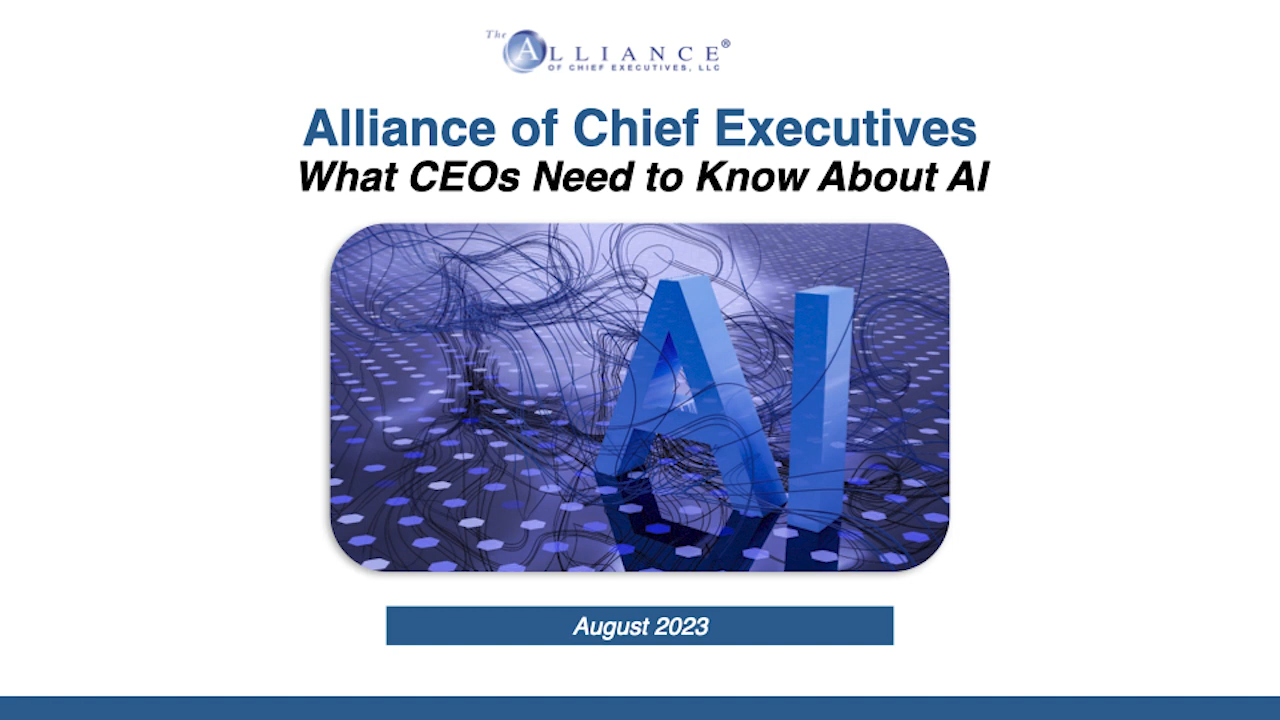 The ALLIANCE®
OF CHIEF EXECUTIVES, LLC
Alliance of Chief Executives
What CEOs Need to Know About AI
AI
August 2023